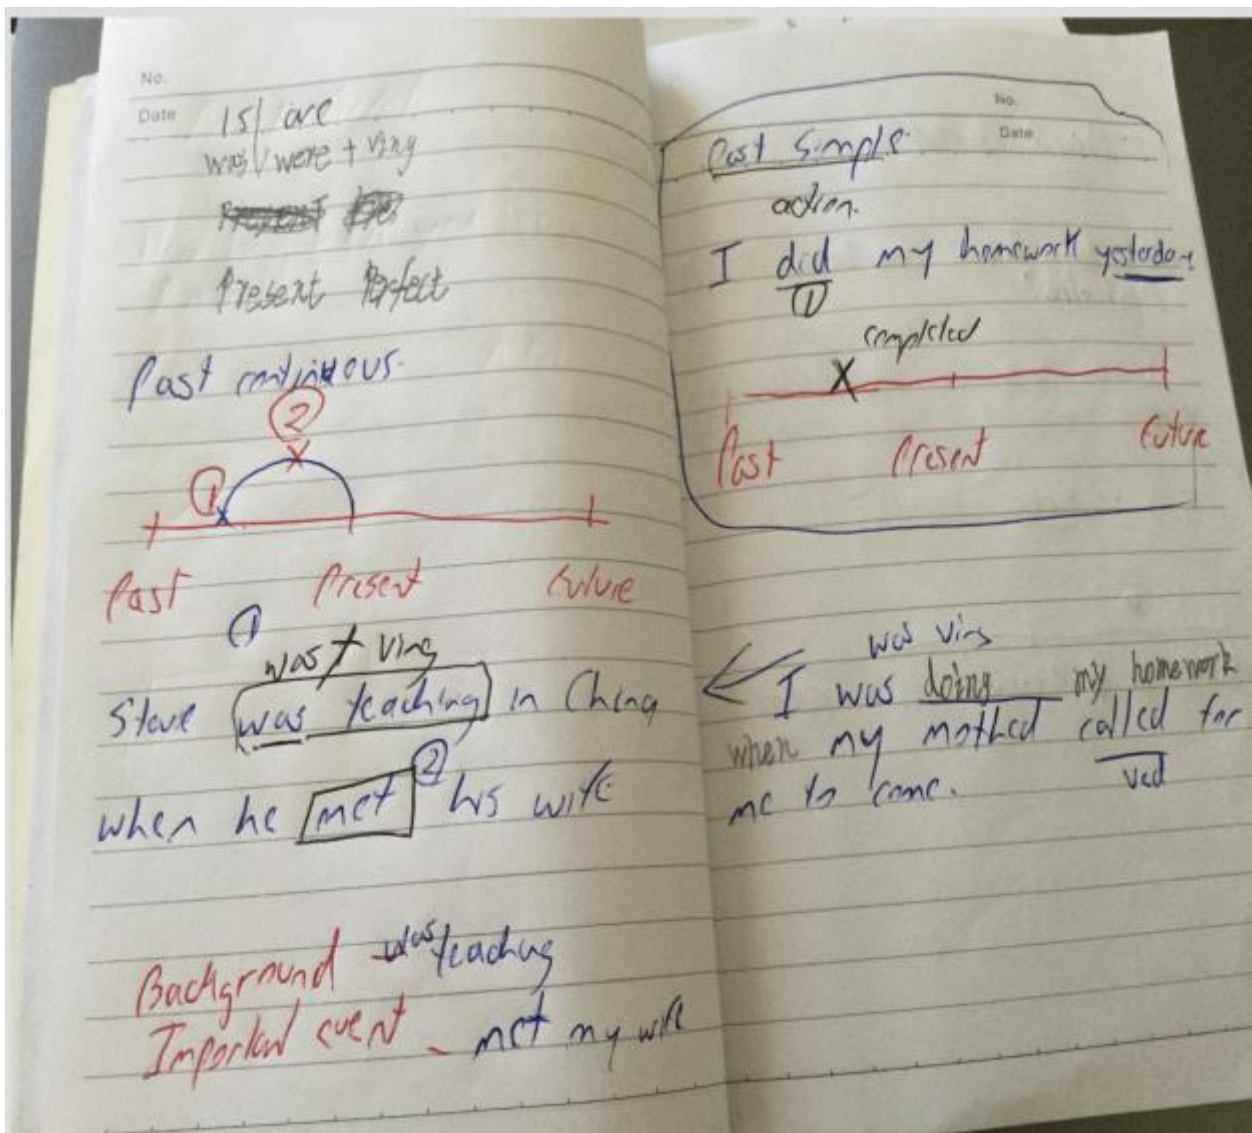 No.
Date
Is/are
was/were + ving
Present Perfect
Past continuous.
2
1
Past Present Future
1
was + ving
Steve was teaching in China
2
when he met his wife
Background - was teaching
Important event - met my wife
No.
Date
Past Simple
action.
I did my homework yesterday
1
completed
X
Past Present Future
was ving
I was doing my homework
when my mother called for
me to come.
Ved